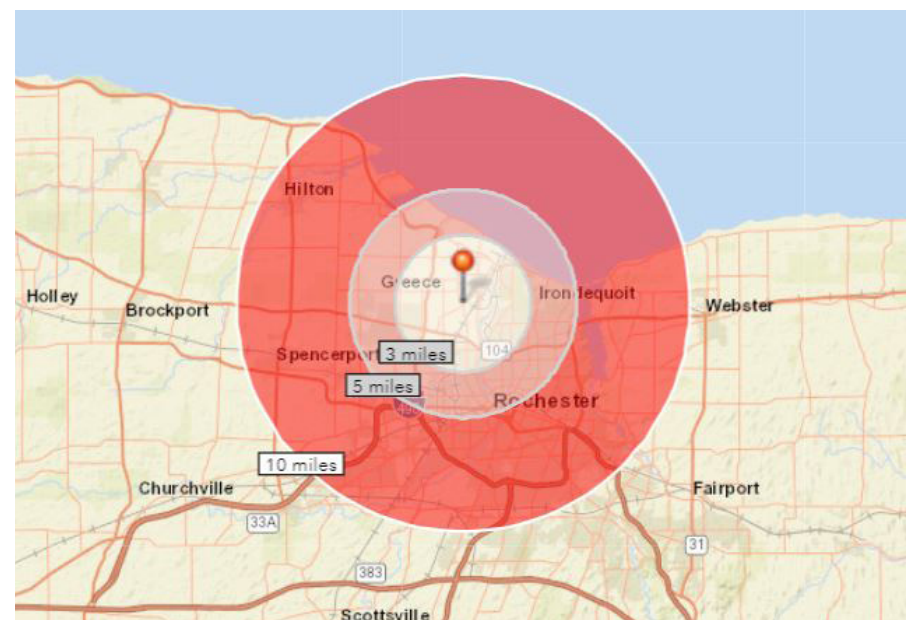 Hilton
Greece
Irondequoit
Holley
Brockport
Webster
Spencerport
3 miles
104
5 miles
Rochester
490
10 miles
Churchville
Fairport
33A
31
383
Scottsville